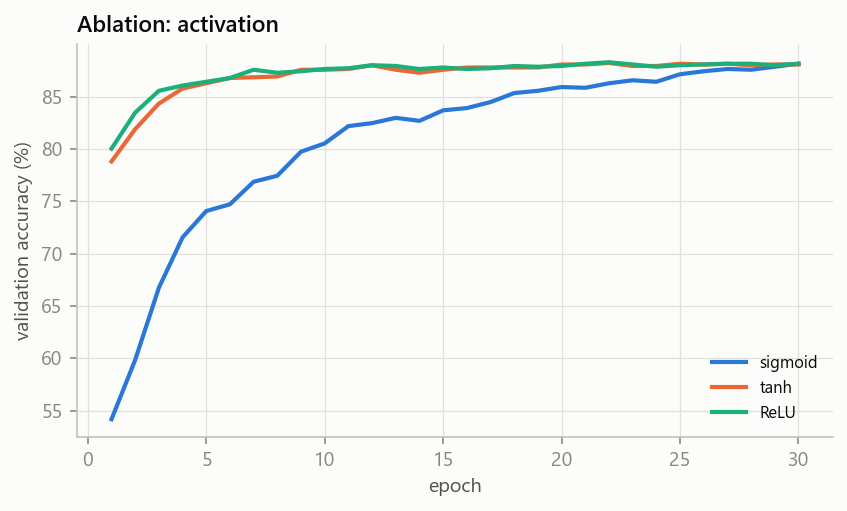 Ablation: activation
validation accuracy (%)
85
80
75
70
65
60
55
0 5 10 15 20 25 30
epoch
sigmoid
tanh
ReLU